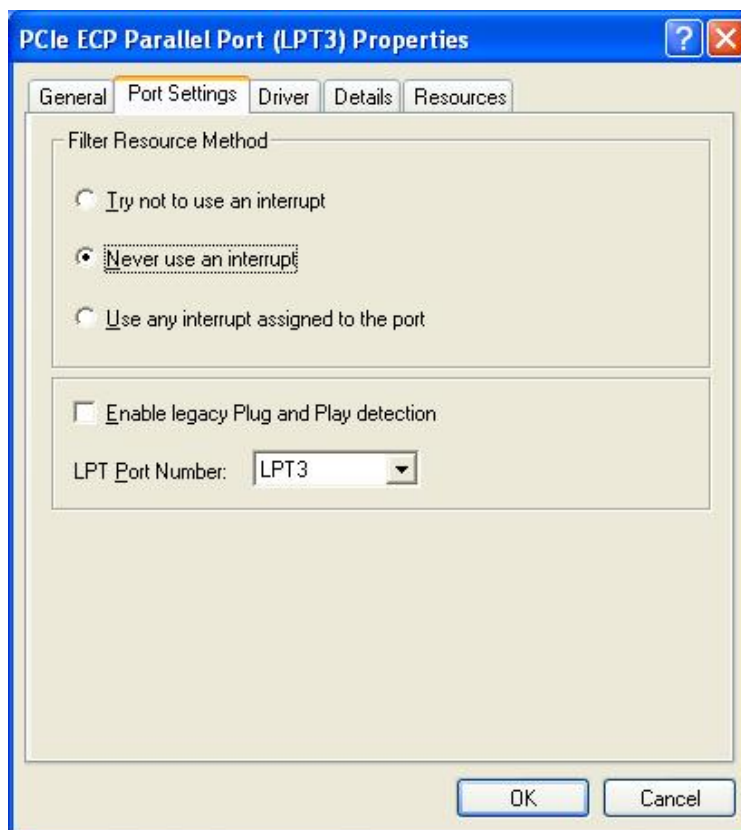 PCIe ECP Parallel Port (LPT3) Properties
General Port Settings Driver Details Resources
Filter Resource Method
Try not to use an interrupt
Never use an interrupt
Use any interrupt assigned to the port
Enable legacy Plug and Play detection
LPT Port Number: LPT3
OK Cancel